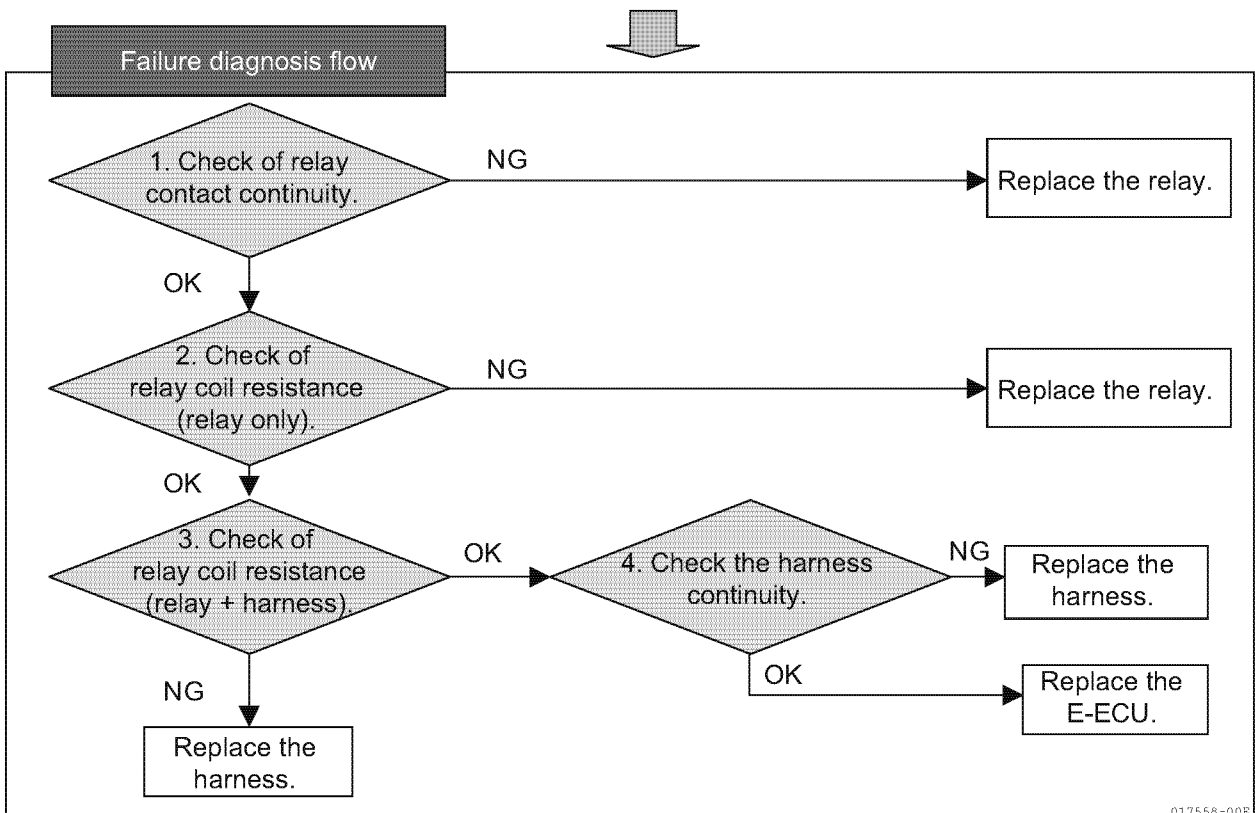 Failure diagnosis flow
1. Check of relay
contact continuity.
NG
Replace the relay.
OK
2. Check of
relay coil resistance
(relay only).
NG
Replace the relay.
OK
3. Check of
relay coil resistance
(relay + harness).
OK
4. Check the harness
continuity.
NG
Replace the
harness.
OK
Replace the
E-ECU.
NG
Replace the
harness.
017558-00E